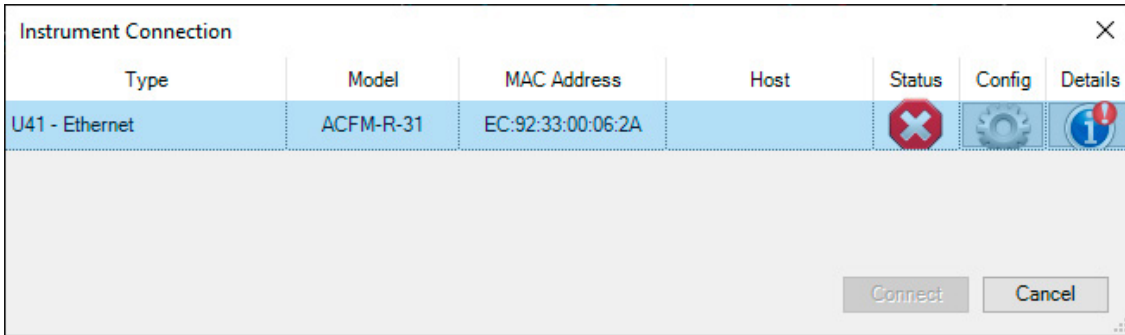 Instrument Connection
Type Model MAC Address Host Status Config Details
U41 - Ethernet ACFM-R-31 EC:92:33:00:06:2A
Connect Cancel